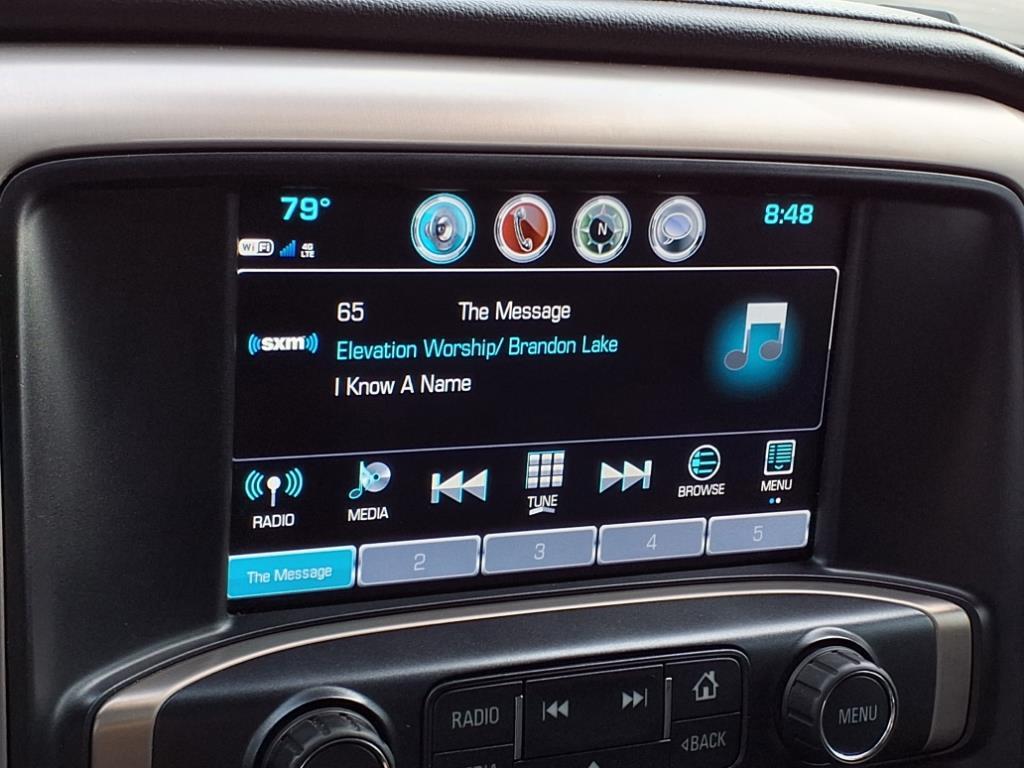 79°
N
8:48
WiFi
4G
LTE
65 The Message
sxm
Elevation Worship/ Brandon Lake
I Know A Name
RADIO
MEDIA
TUNE
BROWSE
MENU
The Message 2 3 4 5
RADIO
MENU
BACK
MEDIA